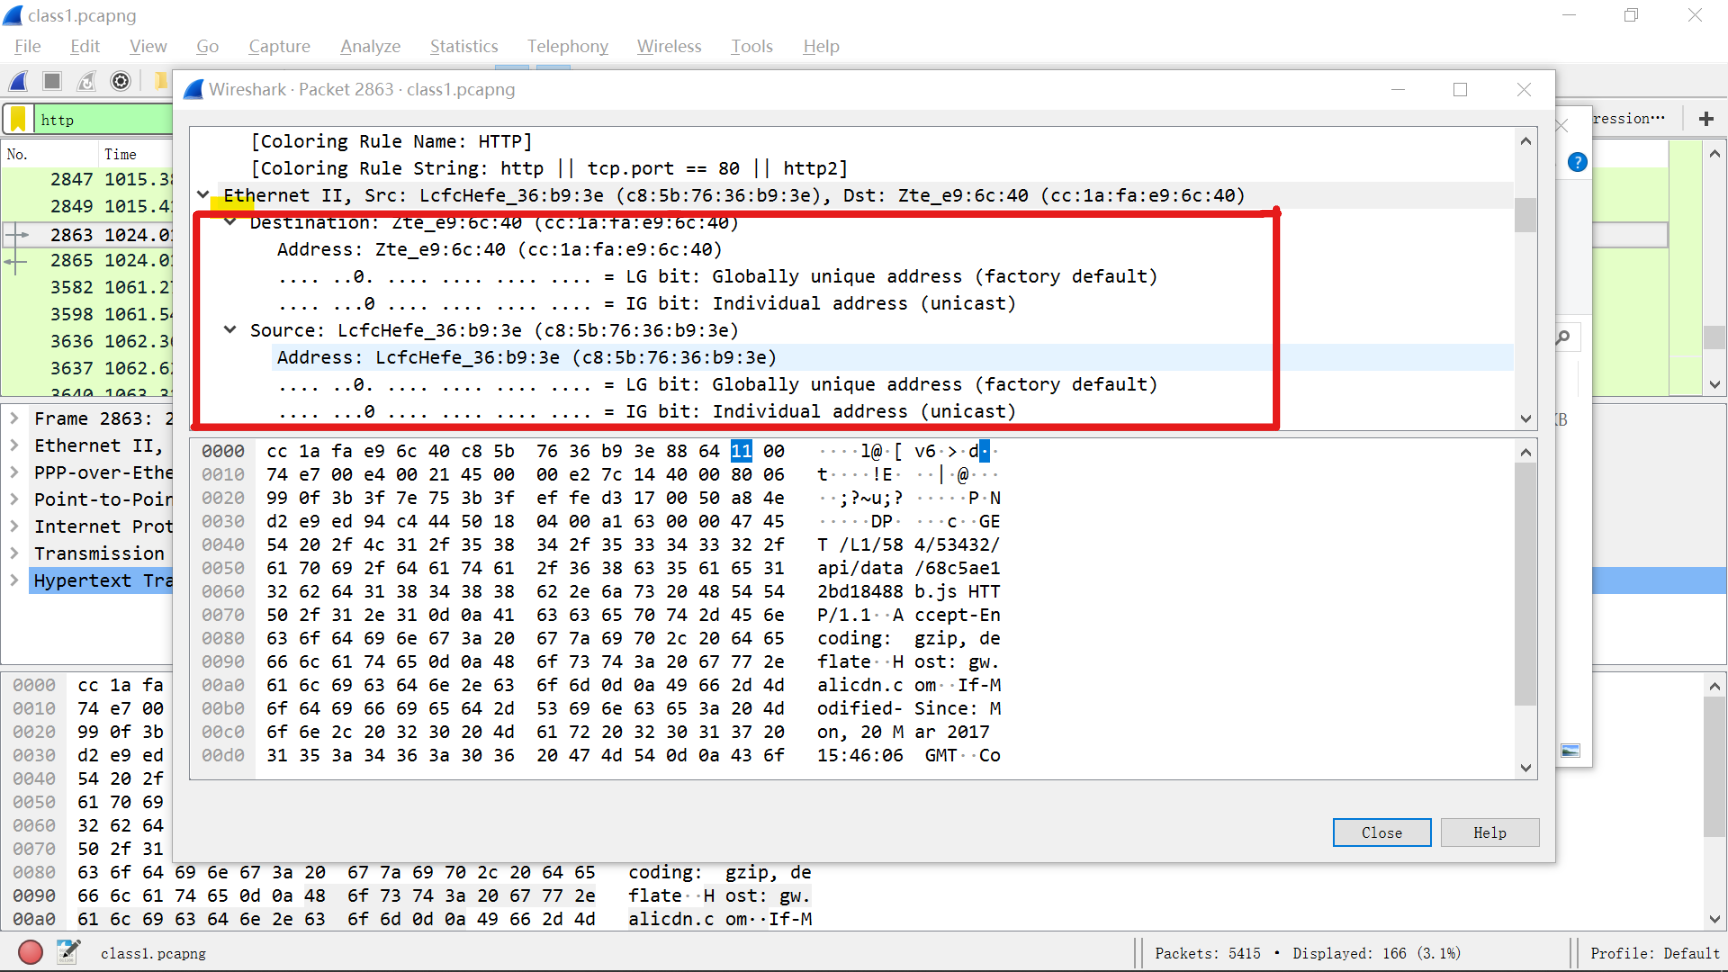 class1.pcapng
File Edit View Go Capture Analyze Statistics Telephony Wireless Tools Help
Wireshark · Packet 2863 · class1.pcapng
http
ression…
No. Time
2847 1015.38
2849 1015.41
2863 1024.01
2865 1024.01
3582 1061.27
3598 1061.54
3636 1062.36
3637 1062.62
[Coloring Rule Name: HTTP]
[Coloring Rule String: http || tcp.port == 80 || http2]
Ethernet II, Src: LcfcHefe_36:b9:3e (c8:5b:76:36:b9:3e), Dst: Zte_e9:6c:40 (cc:1a:fa:e9:6c:40)
Destination: Zte_e9:6c:40 (cc:1a:fa:e9:6c:40)
Address: Zte_e9:6c:40 (cc:1a:fa:e9:6c:40)
.... ..0. .... .... .... .... = LG bit: Globally unique address (factory default)
.... ...0 .... .... .... .... = IG bit: Individual address (unicast)
Source: LcfcHefe_36:b9:3e (c8:5b:76:36:b9:3e)
Address: LcfcHefe_36:b9:3e (c8:5b:76:36:b9:3e)
.... ..0. .... .... .... .... = LG bit: Globally unique address (factory default)
.... ...0 .... .... .... .... = IG bit: Individual address (unicast)
KB
Frame 2863: 2
Ethernet II,
PPP-over-Ethe
Point-to-Poin
Internet Prot
Transmission
Hypertext Tra
0000 cc 1a fa e9 6c 40 c8 5b 76 36 b9 3e 88 64 11 00 ····l@·[ v6·>·d··
0010 74 e7 00 e4 00 21 45 00 00 e2 7c 14 40 00 80 06 t····!E· ··|·@···
0020 99 0f 3b 3f 7e 75 3b 3f ef fe d3 17 00 50 a8 4e ··;?~u;? ·····P·N
0030 d2 e9 ed 94 c4 44 50 18 04 00 a1 63 00 00 47 45 ·····DP· ···c··GE
0040 54 20 2f 4c 31 2f 35 38 34 2f 35 33 34 33 32 2f T /L1/58 4/53432/
0050 61 70 69 2f 64 61 74 61 2f 36 38 63 35 61 65 31 api/data /68c5ae1
0060 32 62 64 31 38 34 38 38 62 2e 6a 73 20 48 54 54 2bd18488 b.js HTT
0070 50 2f 31 2e 31 0d 0a 41 63 63 65 70 74 2d 45 6e P/1.1··A ccept-En
0080 63 6f 64 69 6e 67 3a 20 67 7a 69 70 2c 20 64 65 coding: gzip, de
0090 66 6c 61 74 65 0d 0a 48 6f 73 74 3a 20 67 77 2e flate··H ost: gw.
00a0 61 6c 69 63 64 6e 2e 63 6f 6d 0d 0a 49 66 2d 4d alicdn.c om··If-M
00b0 6f 64 69 66 69 65 64 2d 53 69 6e 63 65 3a 20 4d odified- Since: M
00c0 6f 6e 2c 20 32 30 20 4d 61 72 20 32 30 31 37 20 on, 20 M ar 2017
00d0 31 35 3a 34 36 3a 30 36 20 47 4d 54 0d 0a 43 6f 15:46:06 GMT··Co
Close Help
0000 cc 1a fa
0010 74 e7 00
0020 99 0f 3b
0030 d2 e9 ed
0040 54 20 2f
0050 61 70 69
0060 32 62 64
0070 50 2f 31
0080 63 6f 64 69 6e 67 3a 20 67 7a 69 70 2c 20 64 65 coding: gzip, de
0090 66 6c 61 74 65 0d 0a 48 6f 73 74 3a 20 67 77 2e flate··H ost: gw.
00a0 61 6c 69 63 64 6e 2e 63 6f 6d 0d 0a 49 66 2d 4d alicdn.c om··If-M
class1.pcapng
Packets: 5415 · Displayed: 166 (3.1%)
Profile: Default